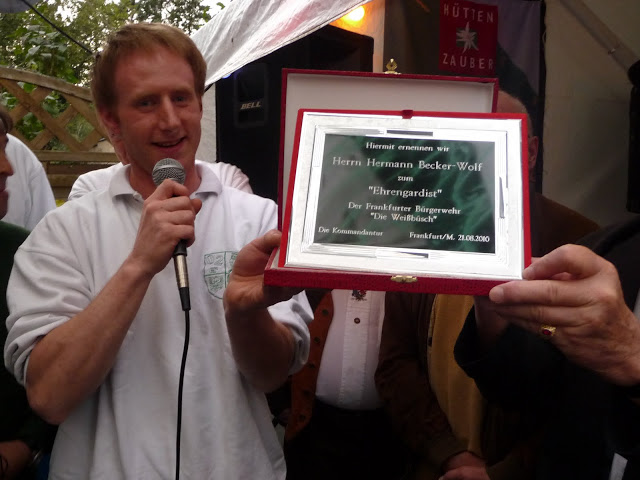 HÜTTEN
ZAUBER
BELL
Hiermit ernennen wir
Herrn Hermann Becker-Wolf
zum
"Ehrengardist"
Der Frankfurter Bürgerwehr
"Die Weißbüsch"
Die Kommandantur Frankfurt/M. 21.08.2010